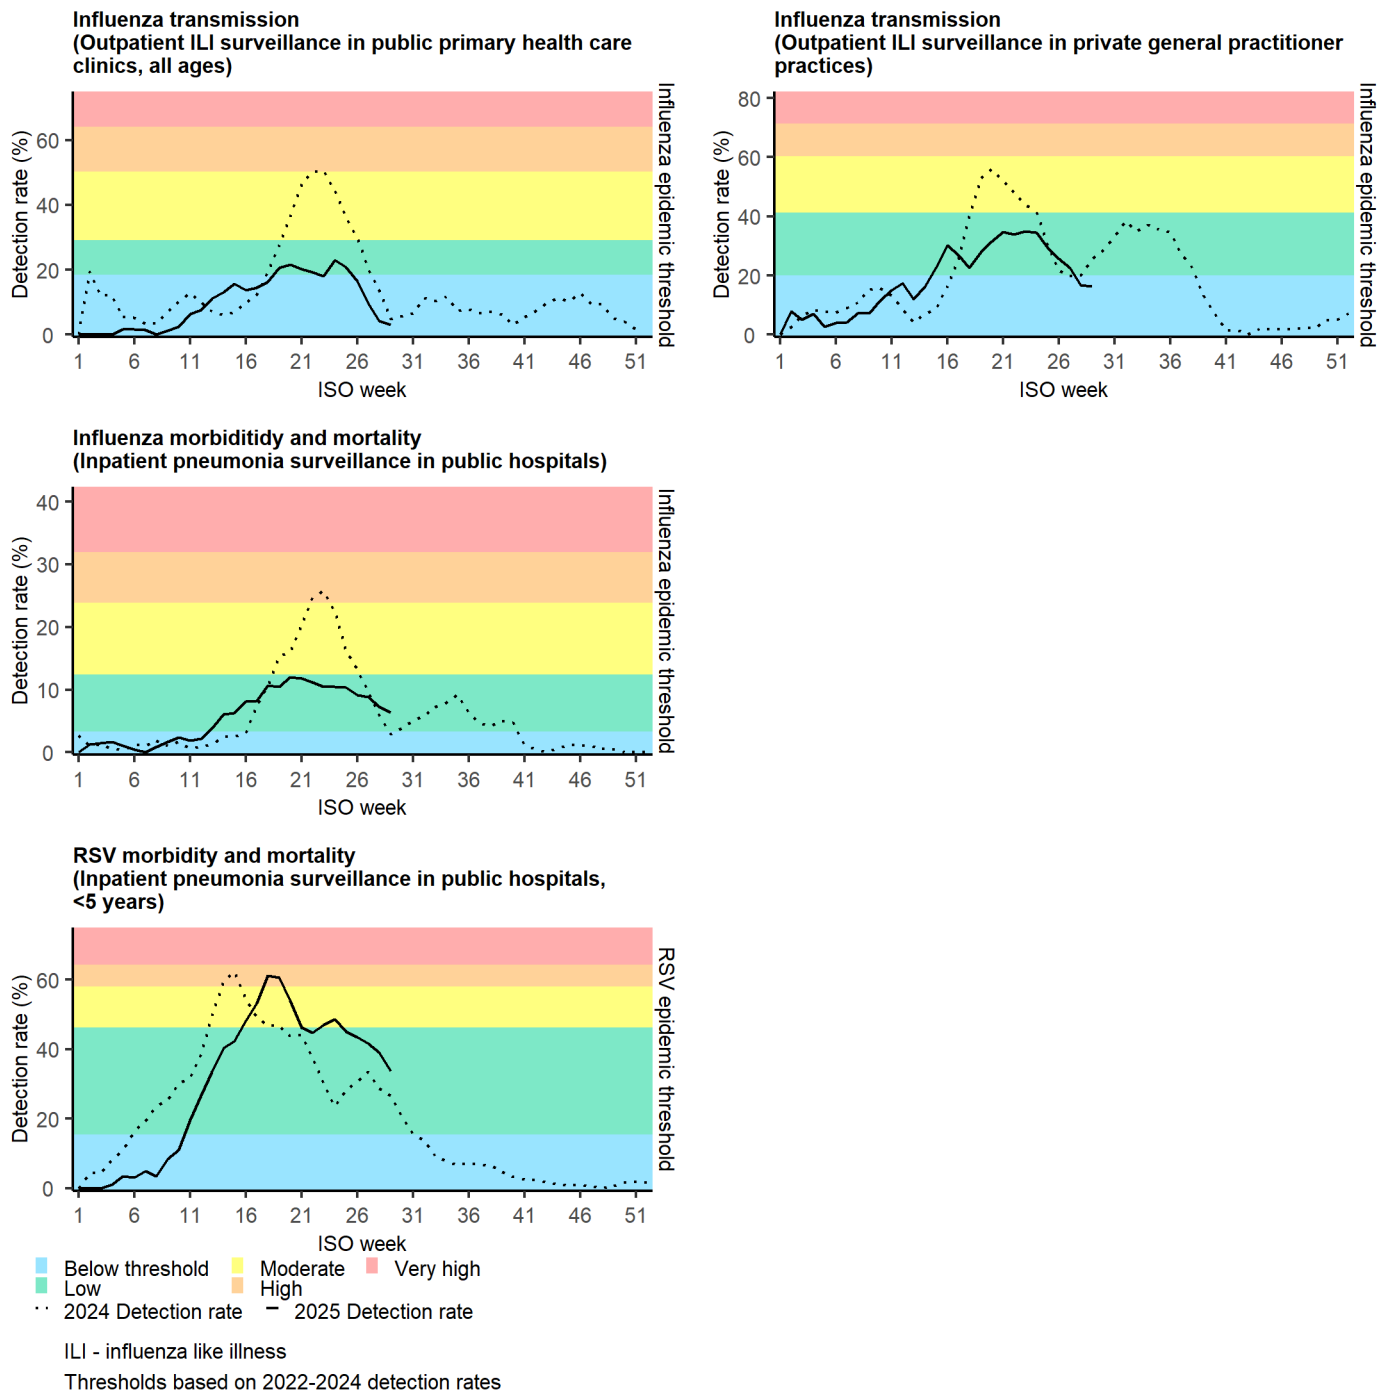 Influenza transmission
(Outpatient ILI surveillance in public primary health care
clinics, all ages)
Detection rate (%)
60
40
20
0
1 6 11 16 21 26 31 36 41 46 51
ISO week
Influenza epidemic threshold
Influenza transmission
(Outpatient ILI surveillance in private general practitioner
practices)
Detection rate (%)
80
60
40
20
0
1 6 11 16 21 26 31 36 41 46 51
ISO week
Influenza epidemic threshold
Influenza morbiditidy and mortality
(Inpatient pneumonia surveillance in public hospitals)
Detection rate (%)
40
30
20
10
0
1 6 11 16 21 26 31 36 41 46 51
ISO week
Influenza epidemic threshold
RSV morbidity and mortality
(Inpatient pneumonia surveillance in public hospitals,
<5 years)
Detection rate (%)
60
40
20
0
1 6 11 16 21 26 31 36 41 46 51
ISO week
RSV epidemic threshold
Below threshold Moderate Very high
Low High
2024 Detection rate 2025 Detection rate
ILI - influenza like illness
Thresholds based on 2022-2024 detection rates